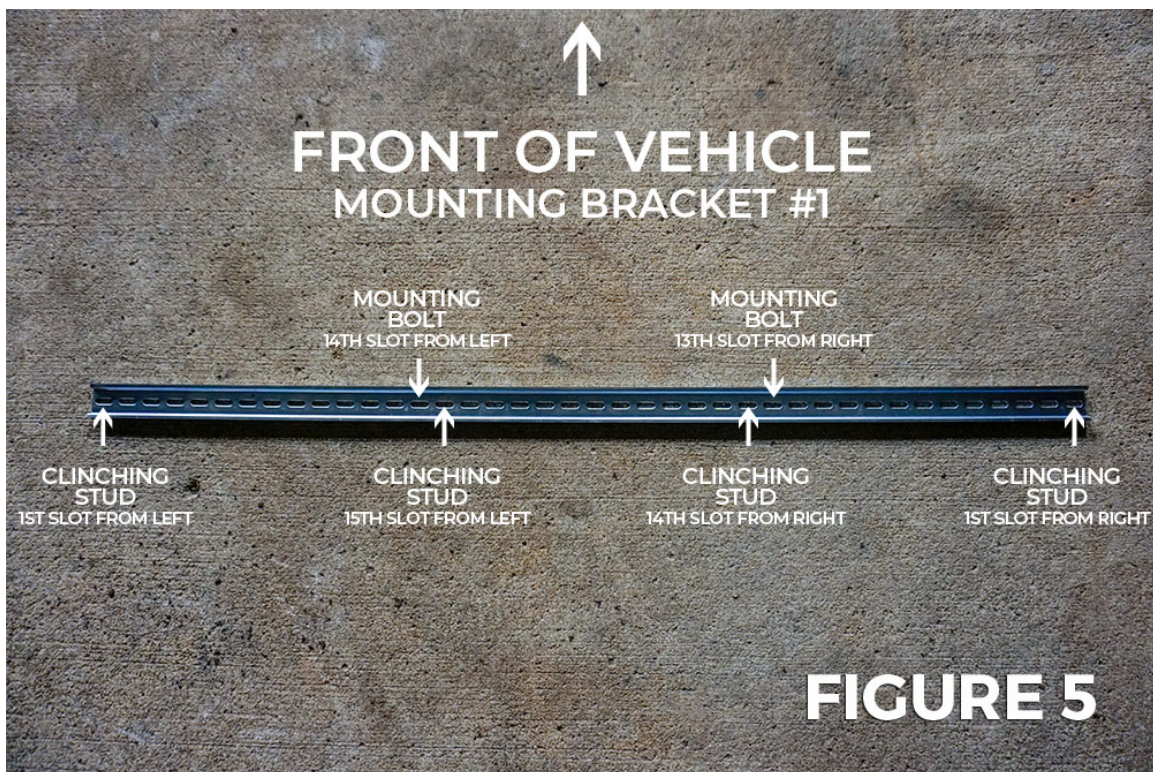 FRONT OF VEHICLE
MOUNTING BRACKET #1
MOUNTING
BOLT
14TH SLOT FROM LEFT
MOUNTING
BOLT
13TH SLOT FROM RIGHT
CLINCHING
STUD
1ST SLOT FROM LEFT
CLINCHING
STUD
15TH SLOT FROM LEFT
CLINCHING
STUD
14TH SLOT FROM RIGHT
CLINCHING
STUD
1ST SLOT FROM RIGHT
FIGURE 5